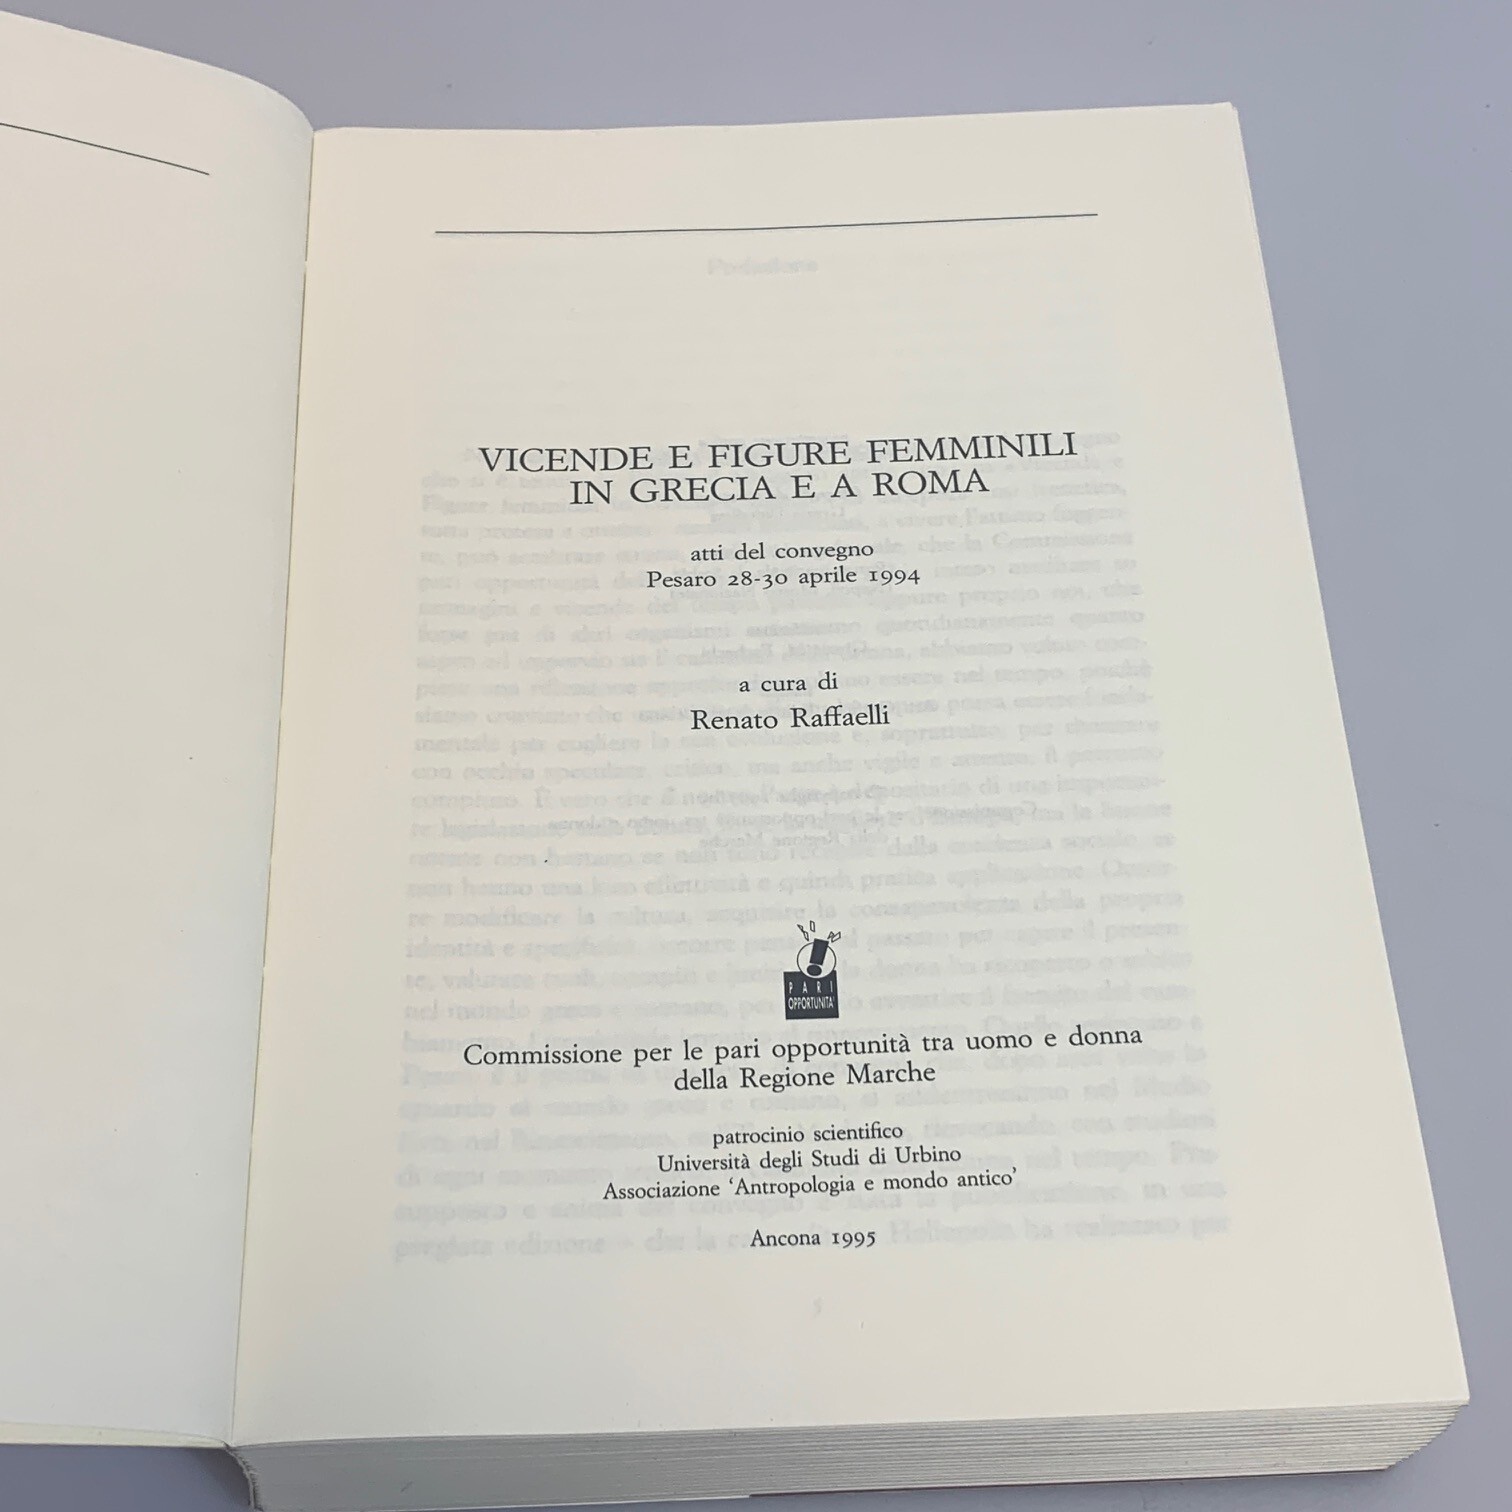 VICENDE E FIGURE FEMMINILI
IN GRECIA E A ROMA
atti del convegno
Pesaro 28-30 aprile 1994
a cura di
Renato Raffaelli
PARI
OPPORTUNITA'
Commissione per le pari opportunità tra uomo e donna
della Regione Marche
patrocinio scientifico
Università degli Studi di Urbino
Associazione ‘Antropologia e mondo antico’
Ancona 1995